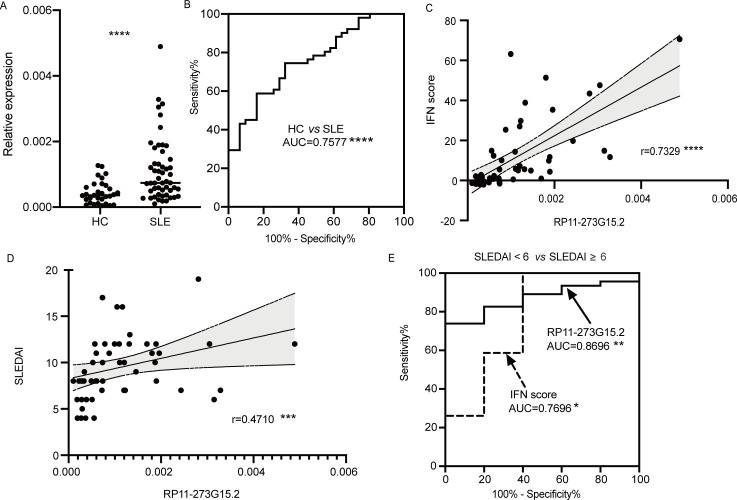 A
Relative expression
0.006
0.004
0.002
0.000
****
HC
SLE
B
Sensitivity%
100
80
60
40
20
0
HC vs SLE
AUC=0.7577 ****
0 20 40 60 80 100
100% - Specificity%
C
IFN score
80
60
40
20
0
-20
r=0.7329 ****
0.002 0.004 0.006
RP11-273G15.2
D
SLEDAI
20
15
10
5
0
r=0.4710 ***
0.000 0.002 0.004 0.006
RP11-273G15.2
E
SLEDAI < 6 vs SLEDAI ≥ 6
Sensitivity%
100
80
60
40
20
0
RP11-273G15.2
AUC=0.8696 **
IFN score
AUC=0.7696 *
0 20 40 60 80 100
100% - Specificity%